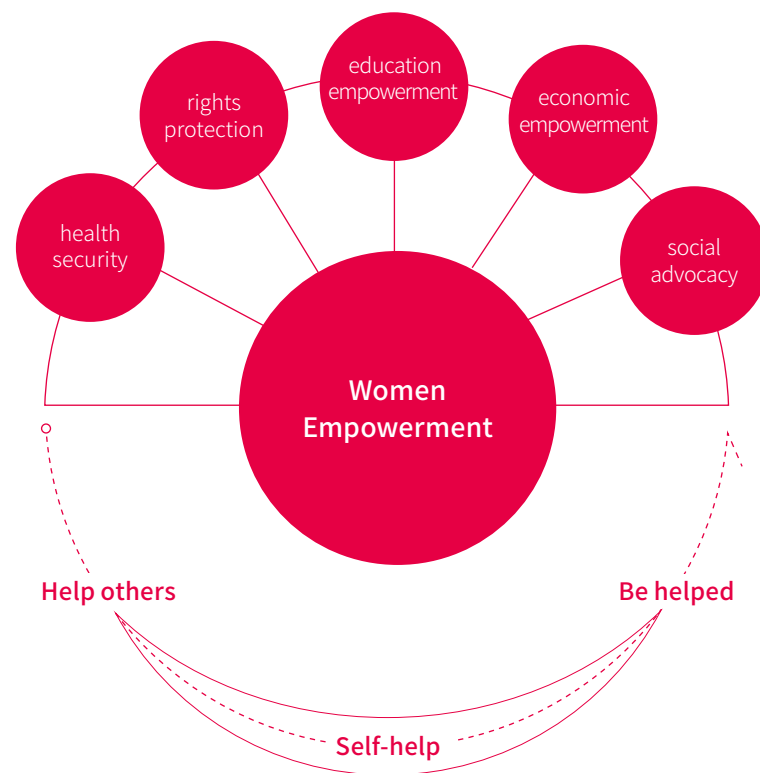 education
empowerment
rights
protection
economic
empowerment
health
security
social
advocacy
Women
Empowerment
Help others
Be helped
Self-help